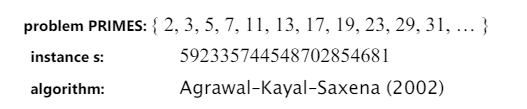 problem PRIMES: { 2, 3, 5, 7, 11, 13, 17, 19, 23, 29, 31, … }
instance s: 592335744548702854681
algorithm: Agrawal-Kayal-Saxena (2002)